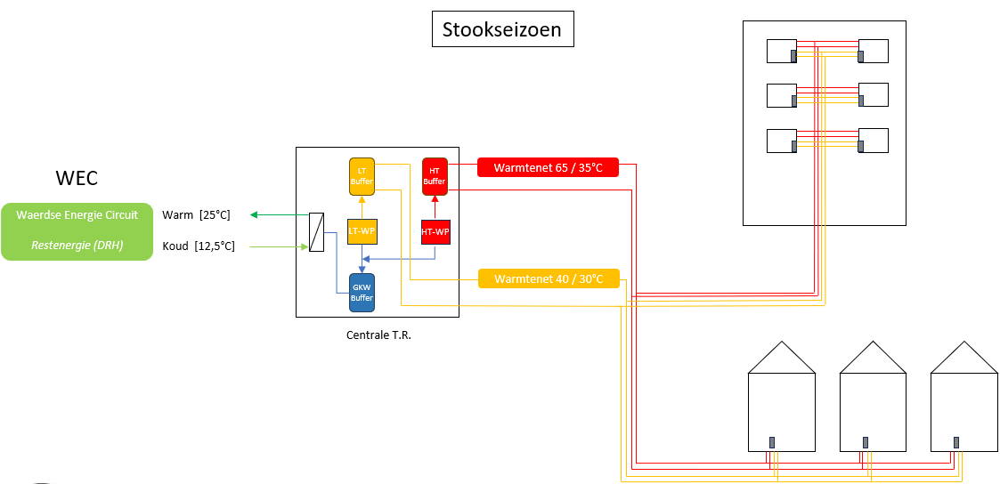 Stookseizoen
WEC
Waerdse Energie Circuit
Restenergie (DRH)
Warm [25°C]
Koud [12,5°C]
LT
Buffer
HT
Buffer
LT-WP
HT-WP
GKW
Buffer
Centrale T.R.
Warmtenet 65 / 35°C
Warmtenet 40 / 30°C